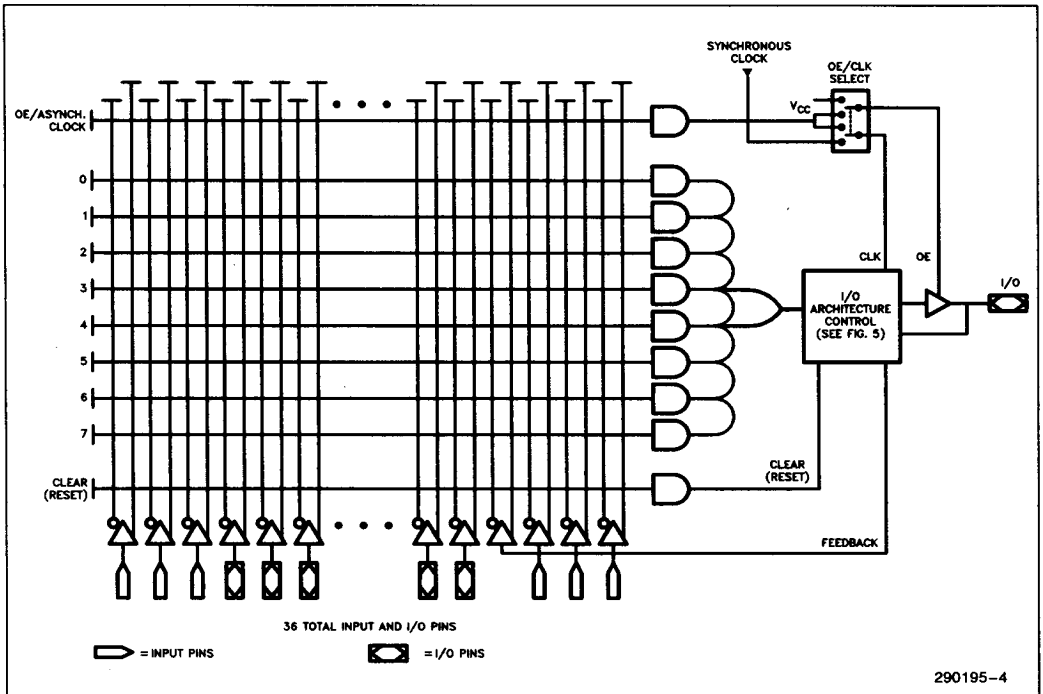 SYNCHRONOUS
CLOCK
OE/CLK
SELECT
OE/ASYNCH.
CLOCK
VCC
0
1
2
3
4
5
6
7
CLK
OE
I/O
I/O
ARCHITECTURE
CONTROL
(SEE FIG. 5)
CLEAR
(RESET)
CLEAR
(RESET)
FEEDBACK
36 TOTAL INPUT AND I/O PINS
= INPUT PINS
= I/O PINS
290195-4